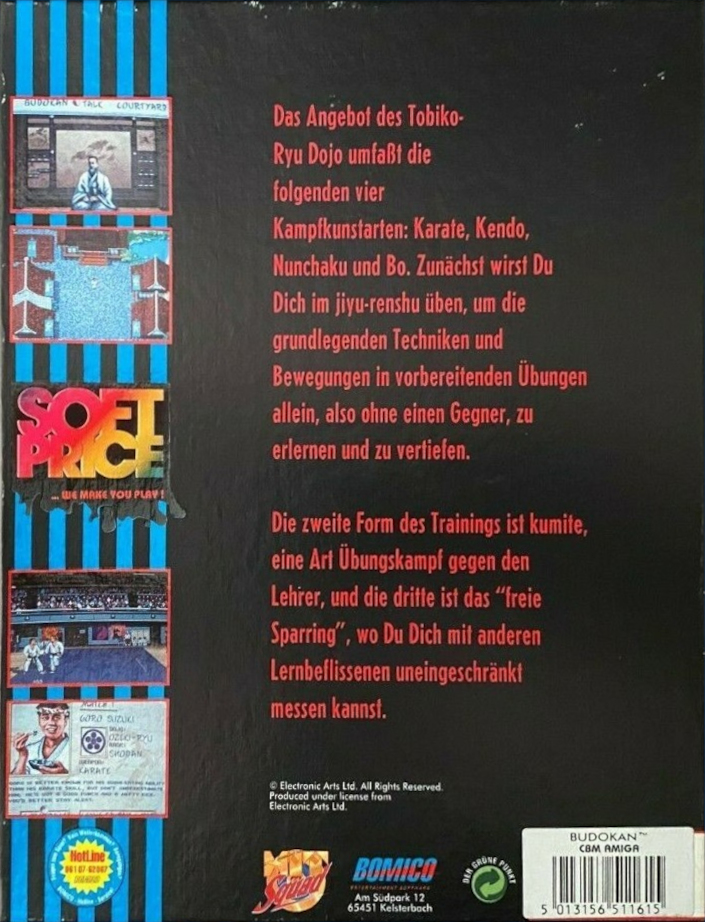 BUDOKAN TALK COURTYARD
Das Angebot des Tobiko-
Ryu Dojo umfaßt die
folgenden vier
Kampfkunstarten: Karate, Kendo,
Nunchaku und Bo. Zunächst wirst Du
Dich im jiyu-renshu üben, um die
grundlegenden Techniken und
Bewegungen in vorbereitenden Übungen
allein, also ohne einen Gegner, zu
erlernen und zu vertiefen.
SOFT
PRICE
... WE MAKE YOU PLAY!
Die zweite Form des Trainings ist kumite,
eine Art Übungskampf gegen den
Lehrer, und die dritte ist das "freie
Sparring", wo Du Dich mit anderen
Lernbeflissenen uneingeschränkt
messen kannst.
MATCH 1
GORO SUZUKI
OZUO-RYU
SHODAN
KARATE
© Electronic Arts Ltd. All Rights Reserved.
Produced under license from
Electronic Arts Ltd.
HotLine
Squad
BOMICO
ENTERTAINMENT SOFTWARE
Am Südpark 12
65451 Kelsterbach
DER GRÜNE PUNKT
BUDOKAN™
CBM AMIGA
5 013156 511615